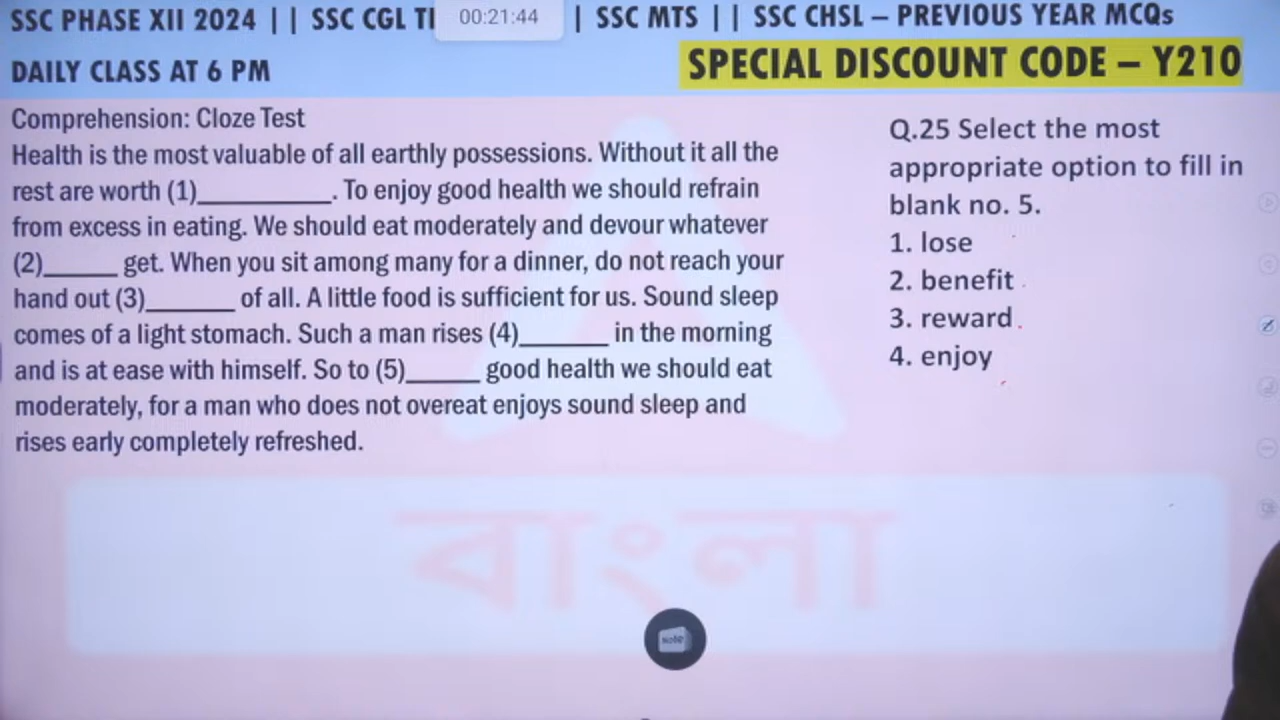 SSC PHASE XII 2024 || SSC CGL TI 00:21:44 | SSC MTS || SSC CHSL – PREVIOUS YEAR MCQs
DAILY CLASS AT 6 PM
SPECIAL DISCOUNT CODE – Y210
Comprehension: Cloze Test
Health is the most valuable of all earthly possessions. Without it all the
rest are worth (1)__________. To enjoy good health we should refrain
from excess in eating. We should eat moderately and devour whatever
(2)______ get. When you sit among many for a dinner, do not reach your
hand out (3)_______ of all. A little food is sufficient for us. Sound sleep
comes of a light stomach. Such a man rises (4)_______ in the morning
and is at ease with himself. So to (5)______ good health we should eat
moderately, for a man who does not overeat enjoys sound sleep and
rises early completely refreshed.
Q.25 Select the most
appropriate option to fill in
blank no. 5.
1. lose
2. benefit
3. reward
4. enjoy
বাংলা
Note